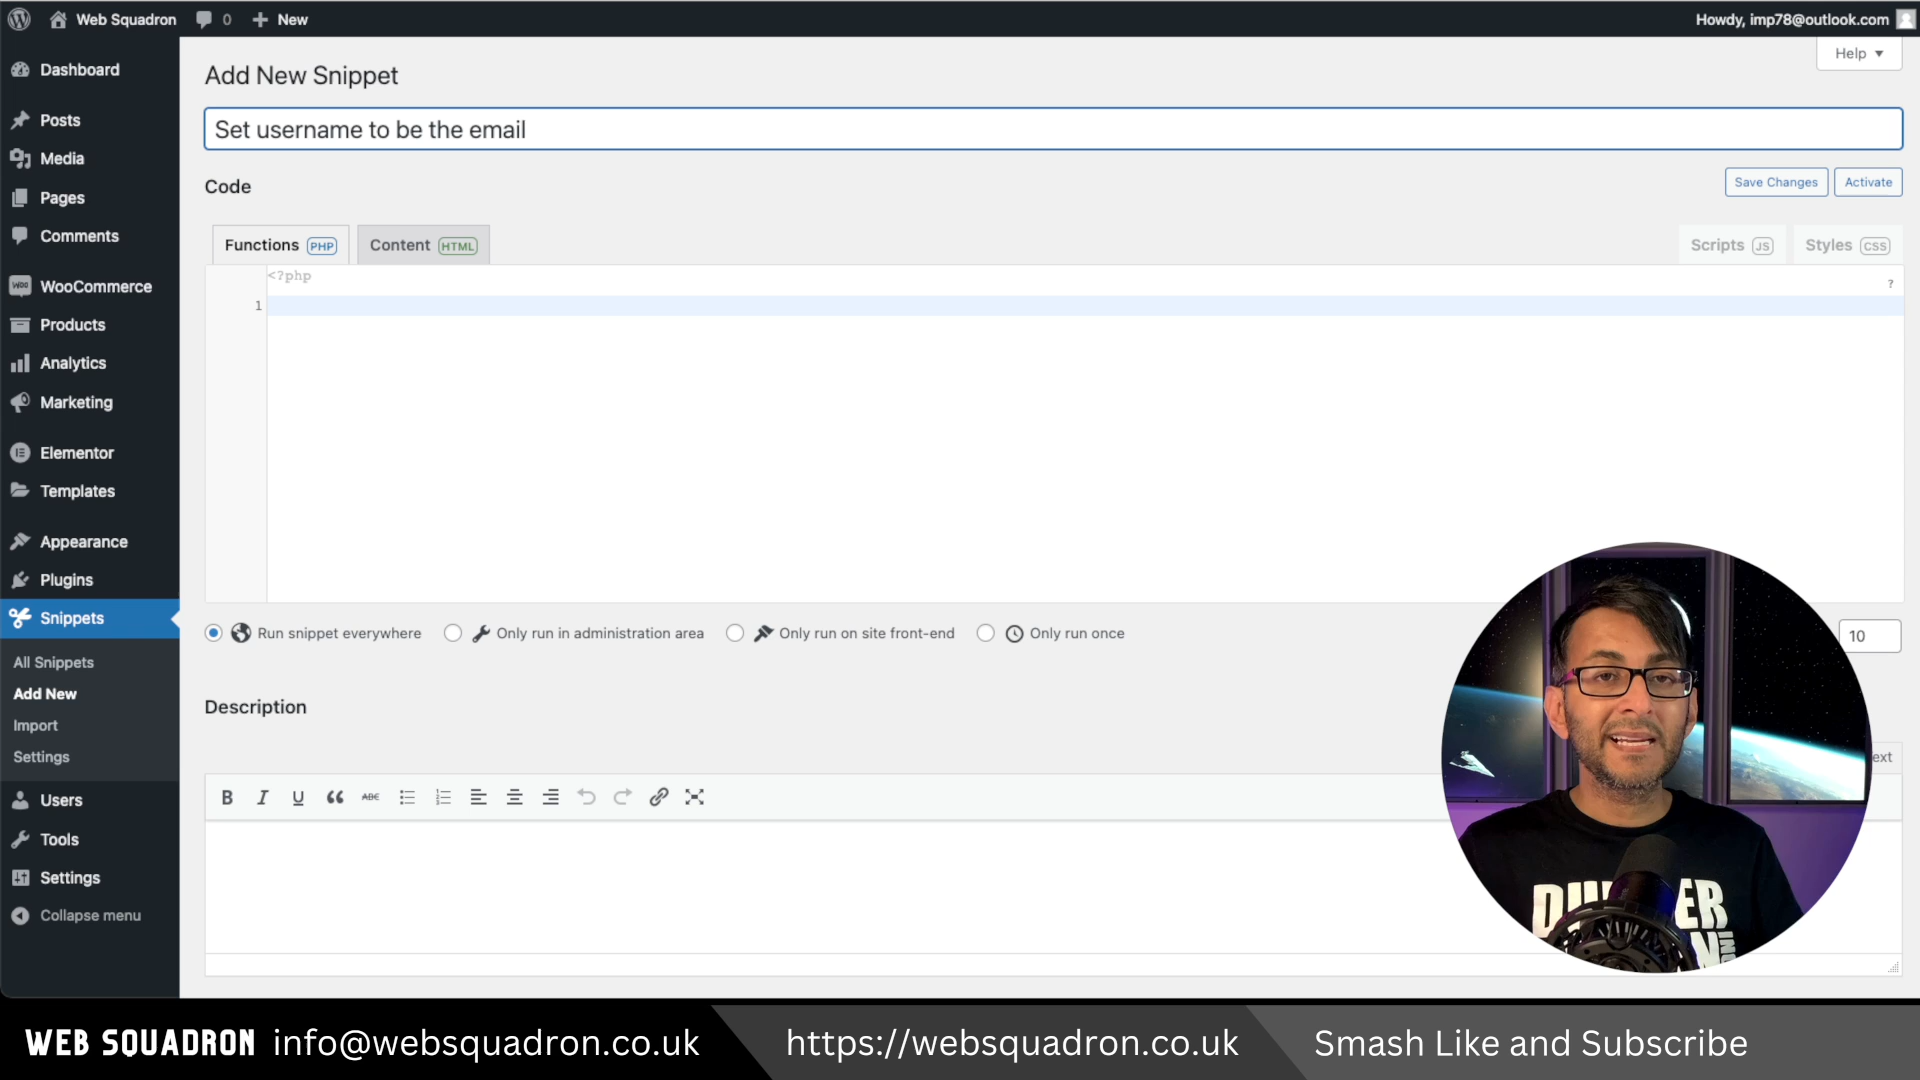 Web Squadron
0
New
Howdy, imp78@outlook.com
Help
Dashboard
Posts
Media
Pages
Comments
WooCommerce
Products
Analytics
Marketing
Elementor
Templates
Appearance
Plugins
Snippets
All Snippets
Add New
Import
Settings
Users
Tools
Settings
Collapse menu
Add New Snippet
Set username to be the email
Code
Save Changes
Activate
Functions PHP
Content HTML
Scripts JS
Styles CSS
<?php
?
1
Run snippet everywhere
Only run in administration area
Only run on site front-end
Only run once
10
Description
ext
B I U ABC
WEB SQUADRON info@websquadron.co.uk
https://websquadron.co.uk
Smash Like and Subscribe